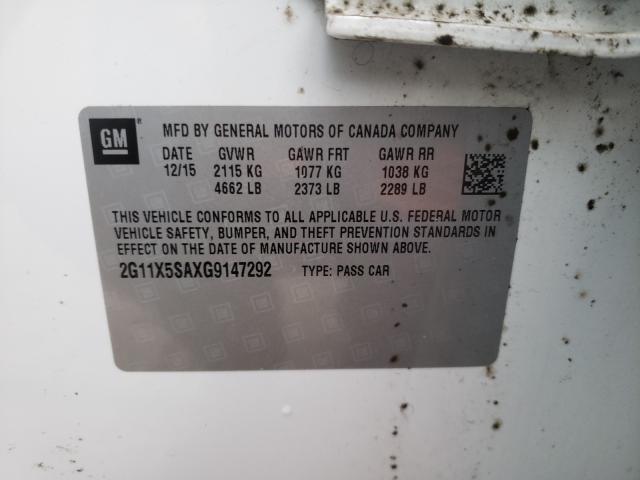 GM ®
MFD BY GENERAL MOTORS OF CANADA COMPANY
DATE GVWR GAWR FRT GAWR RR
12/15 2115 KG 1077 KG 1038 KG
4662 LB 2373 LB 2289 LB
THIS VEHICLE CONFORMS TO ALL APPLICABLE U.S. FEDERAL MOTOR
VEHICLE SAFETY, BUMPER, AND THEFT PREVENTION STANDARDS IN
EFFECT ON THE DATE OF MANUFACTURE SHOWN ABOVE.
2G11X5SAXG9147292 TYPE: PASS CAR